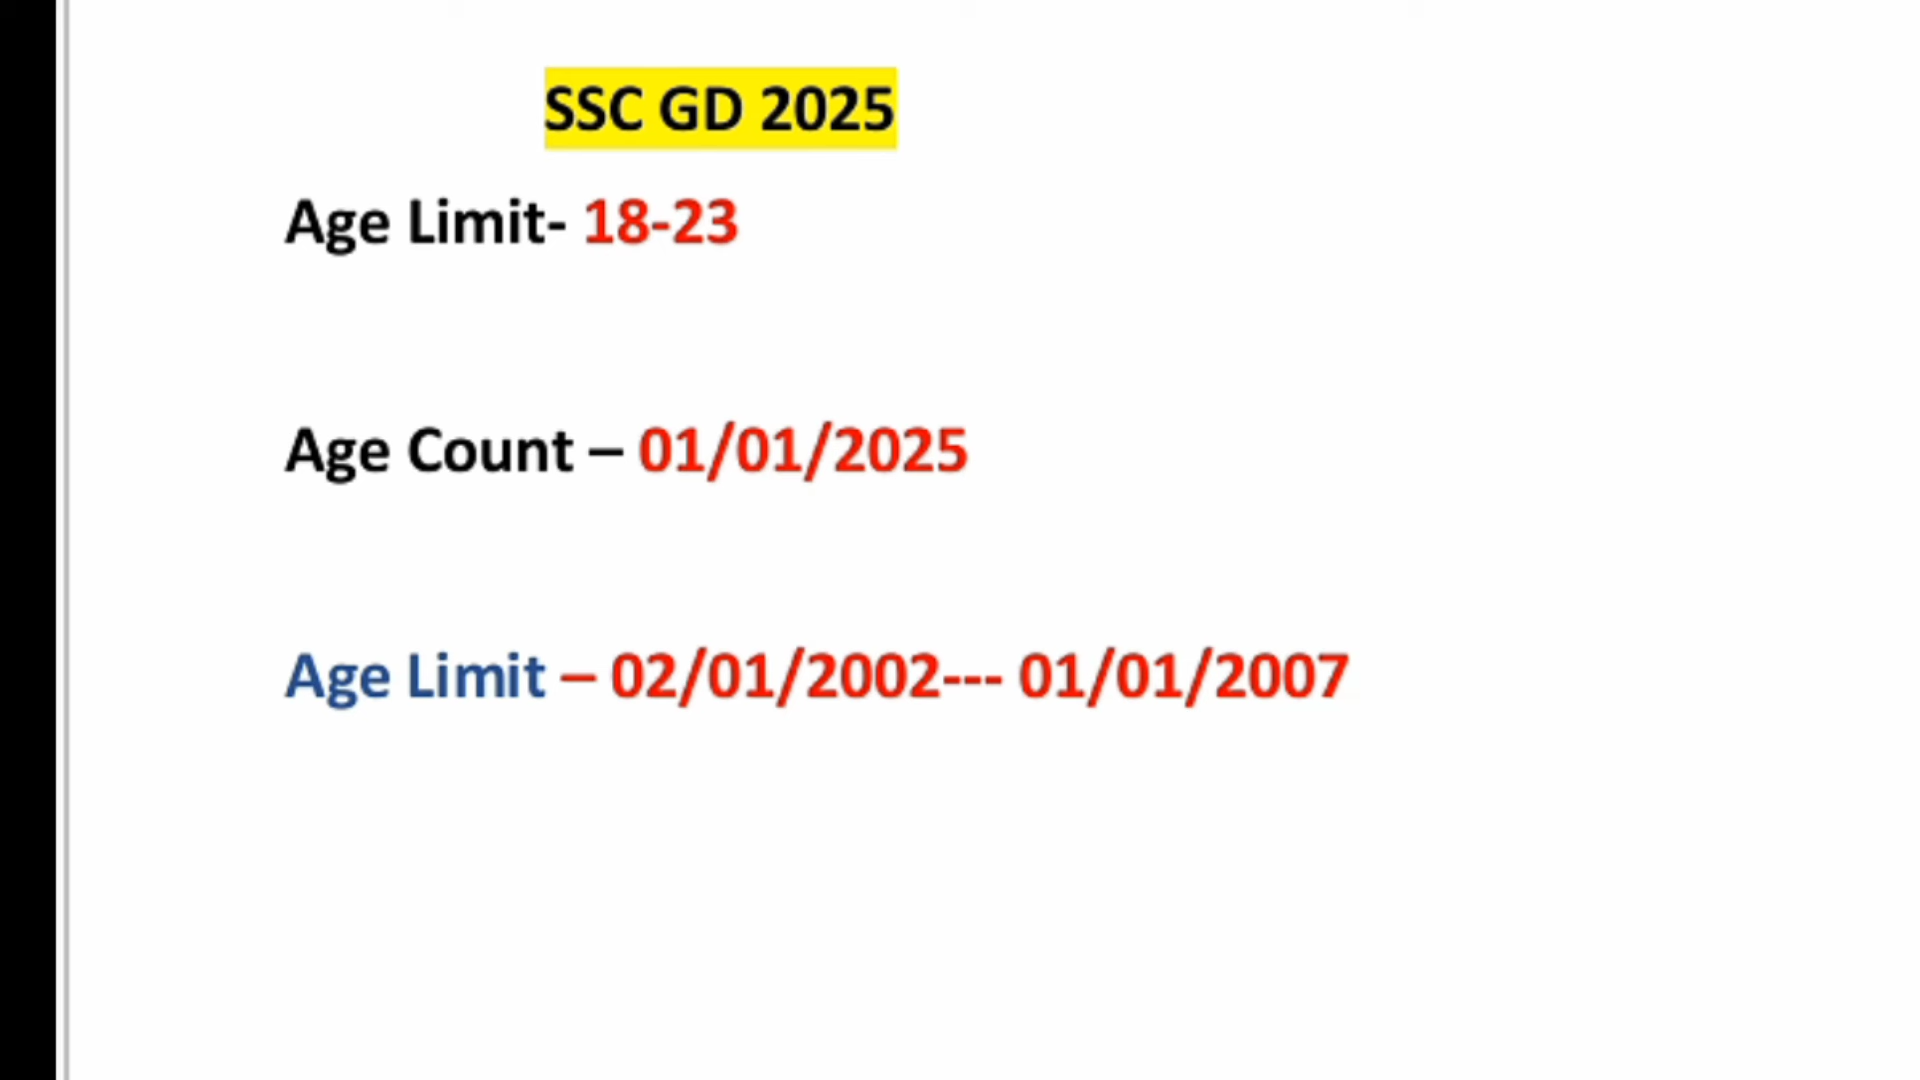 SSC GD 2025
Age Limit- 18-23
Age Count – 01/01/2025
Age Limit – 02/01/2002--- 01/01/2007